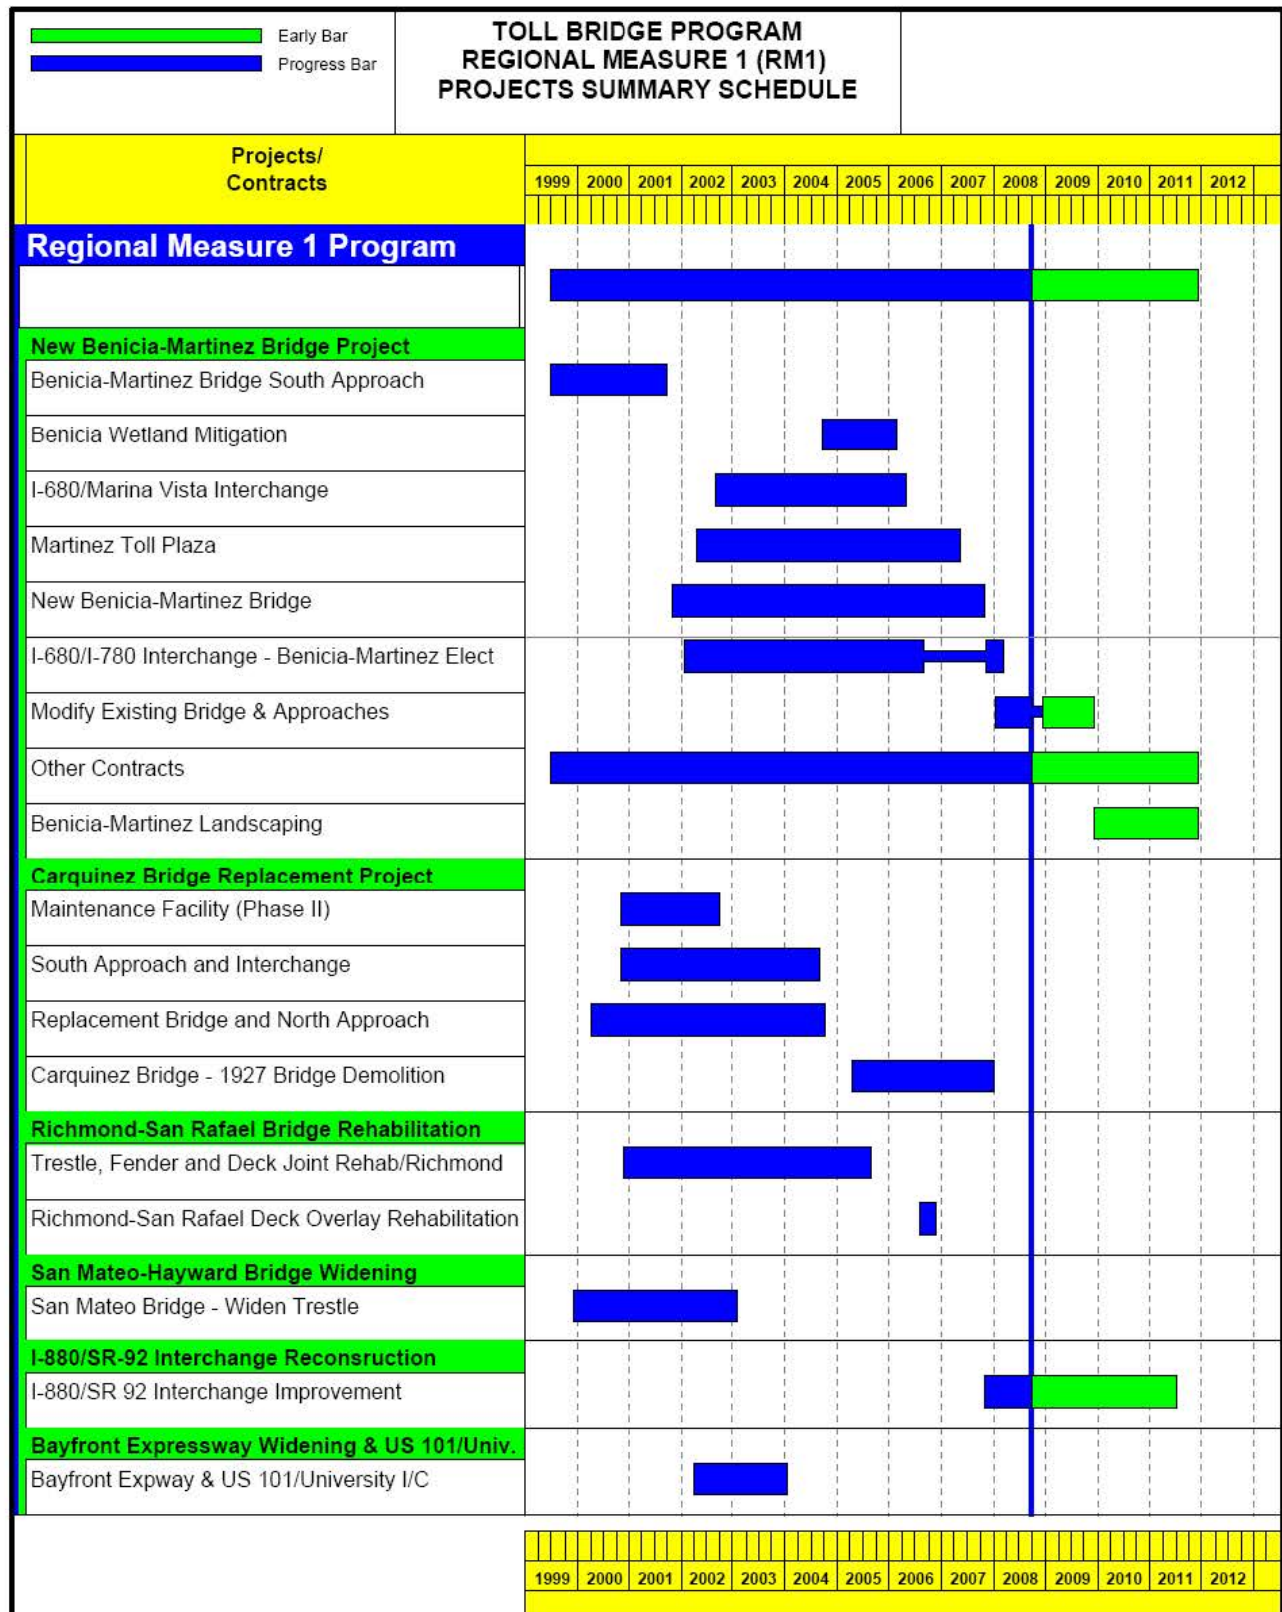 Early Bar
Progress Bar
TOLL BRIDGE PROGRAM
REGIONAL MEASURE 1 (RM1)
PROJECTS SUMMARY SCHEDULE
Projects/
Contracts
1999 2000 2001 2002 2003 2004 2005 2006 2007 2008 2009 2010 2011 2012
Regional Measure 1 Program
New Benicia-Martinez Bridge Project
Benicia-Martinez Bridge South Approach
Benicia Wetland Mitigation
I-680/Marina Vista Interchange
Martinez Toll Plaza
New Benicia-Martinez Bridge
I-680/I-780 Interchange - Benicia-Martinez Elect
Modify Existing Bridge & Approaches
Other Contracts
Benicia-Martinez Landscaping
Carquinez Bridge Replacement Project
Maintenance Facility (Phase II)
South Approach and Interchange
Replacement Bridge and North Approach
Carquinez Bridge - 1927 Bridge Demolition
Richmond-San Rafael Bridge Rehabilitation
Trestle, Fender and Deck Joint Rehab/Richmond
Richmond-San Rafael Deck Overlay Rehabilitation
San Mateo-Hayward Bridge Widening
San Mateo Bridge - Widen Trestle
I-880/SR-92 Interchange Reconsruction
I-880/SR 92 Interchange Improvement
Bayfront Expressway Widening & US 101/Univ.
Bayfront Expway & US 101/University I/C
1999 2000 2001 2002 2003 2004 2005 2006 2007 2008 2009 2010 2011 2012